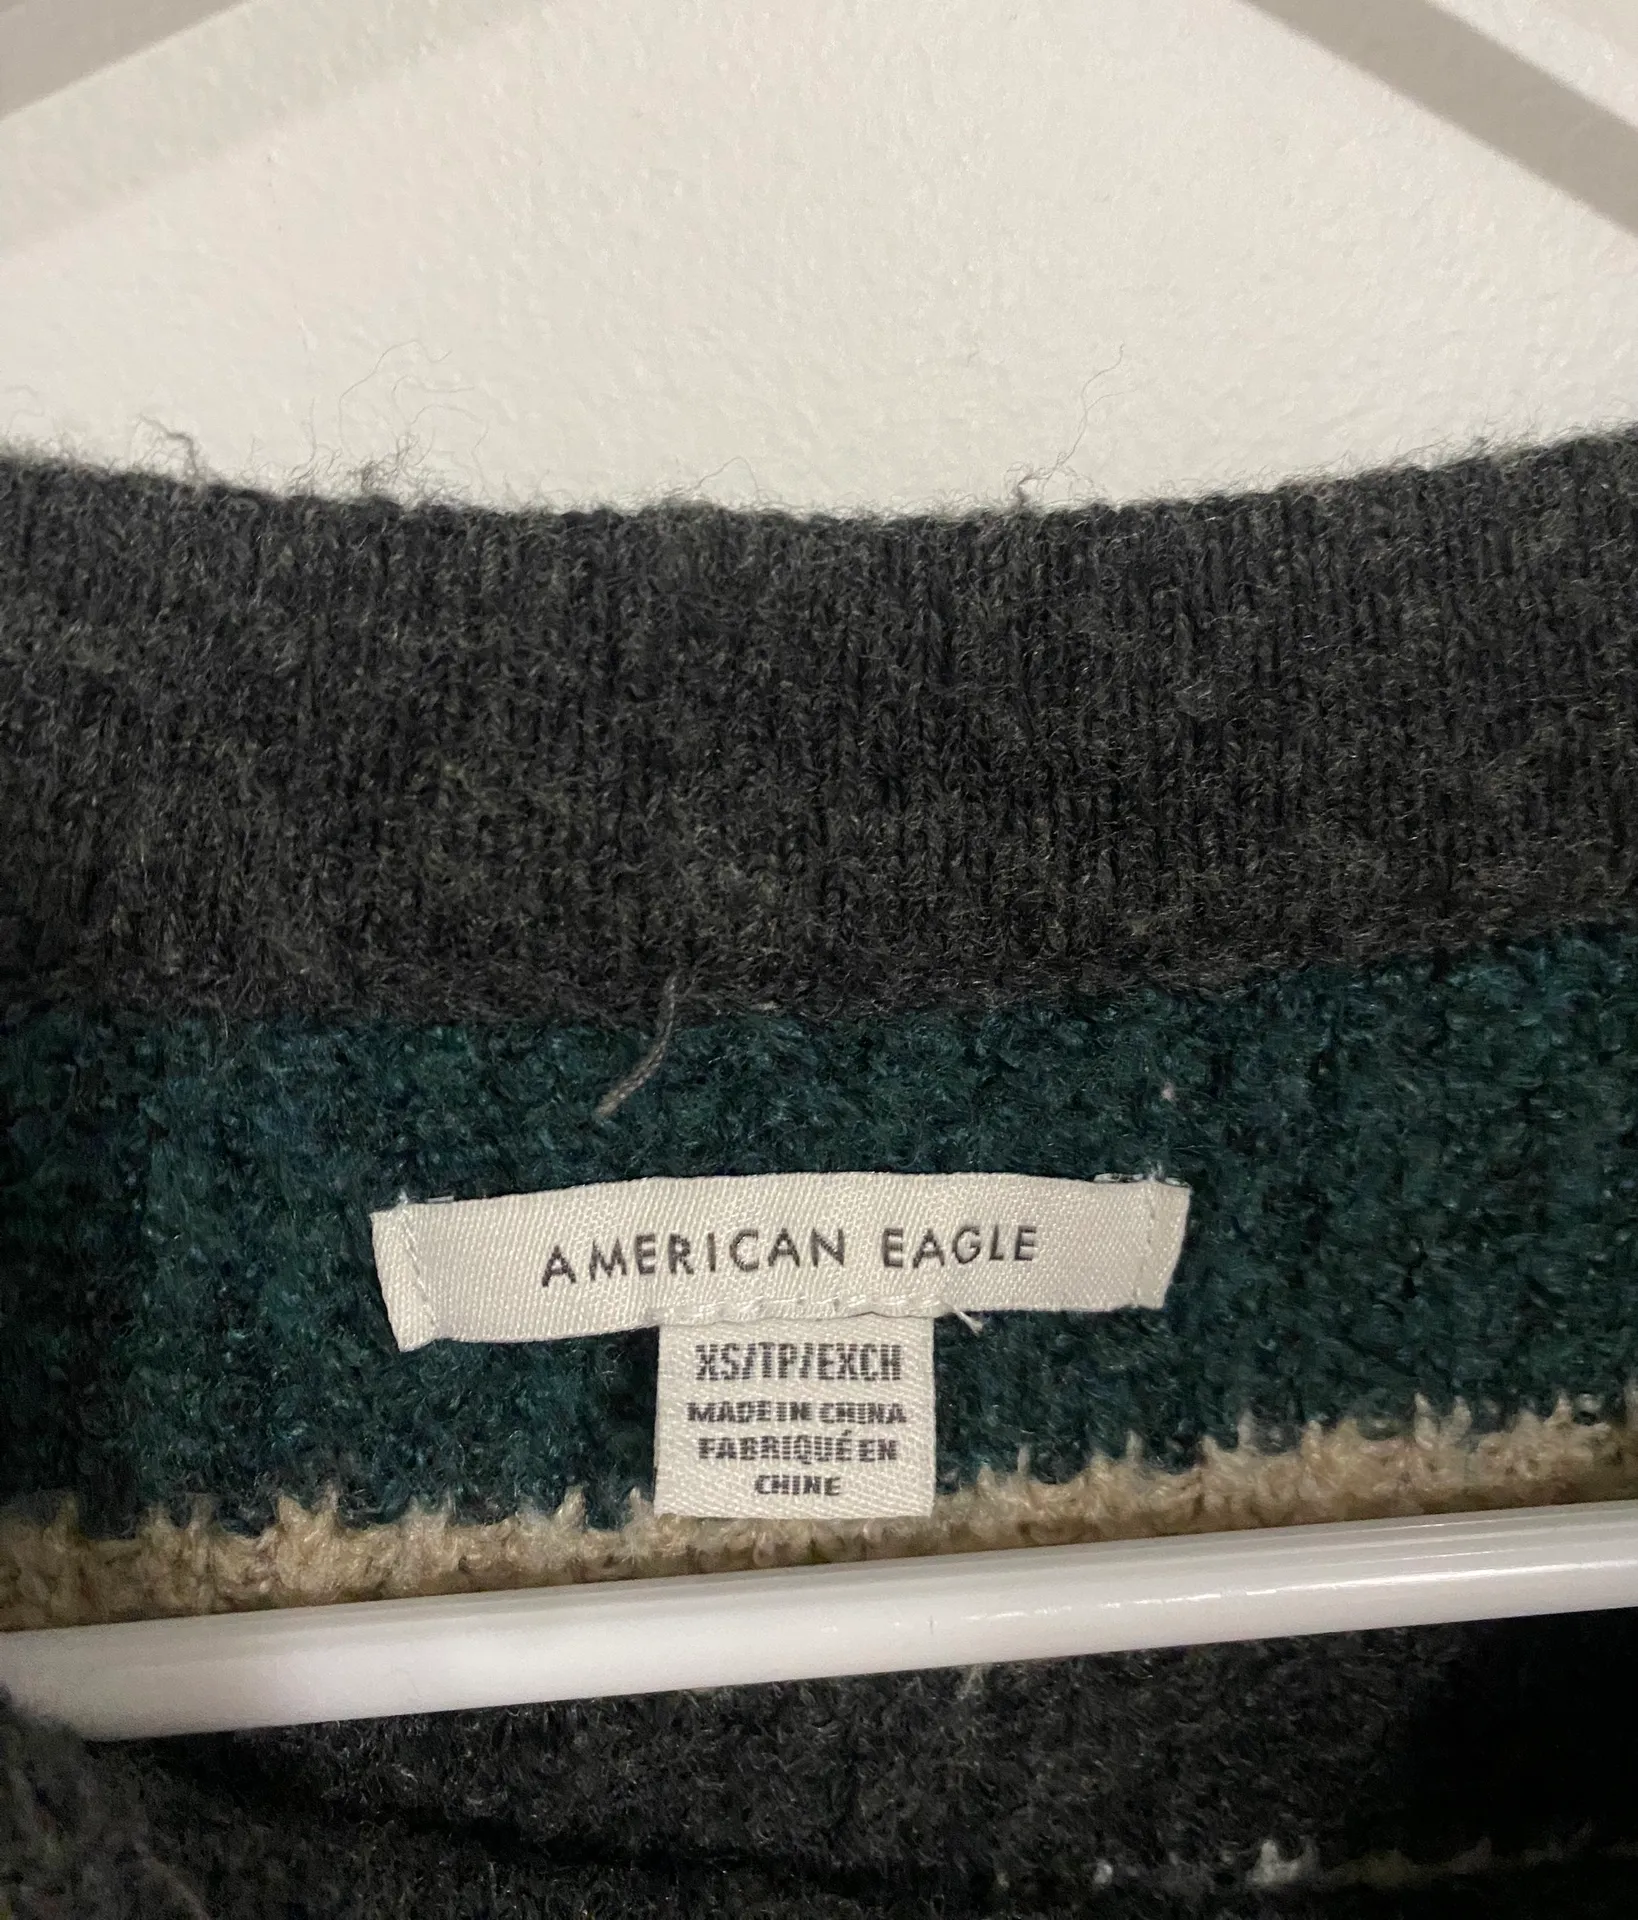 AMERICAN EAGLE
XS/TP/EXCH
MADE IN CHINA
FABRIQUÉ EN
CHINE